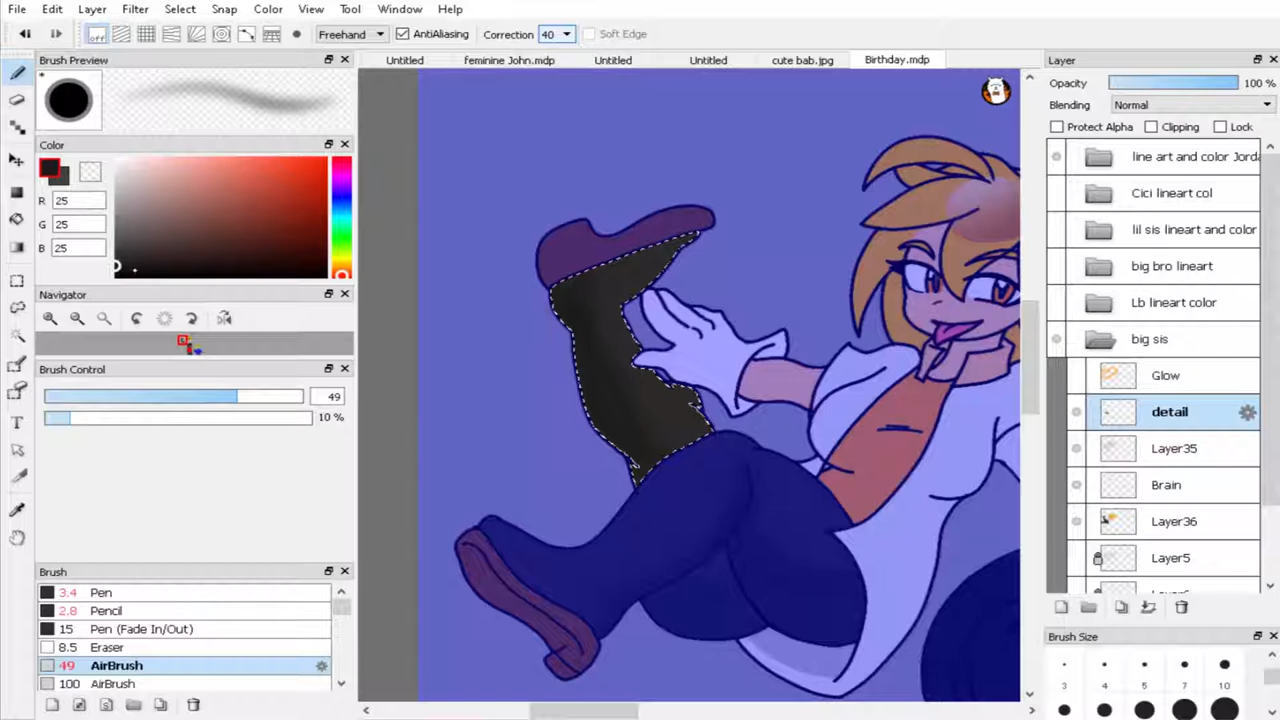 File Edit Layer Filter Select Snap Color View Tool Window Help
off Freehand AntiAliasing Correction 40 Soft Edge
Brush Preview
Untitled feminine John.mdp Untitled Untitled cute bab.jpg Birthday.mdp
Layer
Opacity 100 %
Blending Normal
Protect Alpha Clipping Lock
Color
R 25
G 25
B 25
Navigator
Brush Control
49
10 %
Brush
3.4 Pen
2.8 Pencil
15 Pen (Fade In/Out)
8.5 Eraser
49 AirBrush
100 AirBrush
line art and color Jorda
Cici lineart col
lil sis lineart and color
big bro lineart
Lb lineart color
big sis
Glow
detail
Layer35
Brain
Layer36
Layer5
Brush Size
3 4 5 7 10